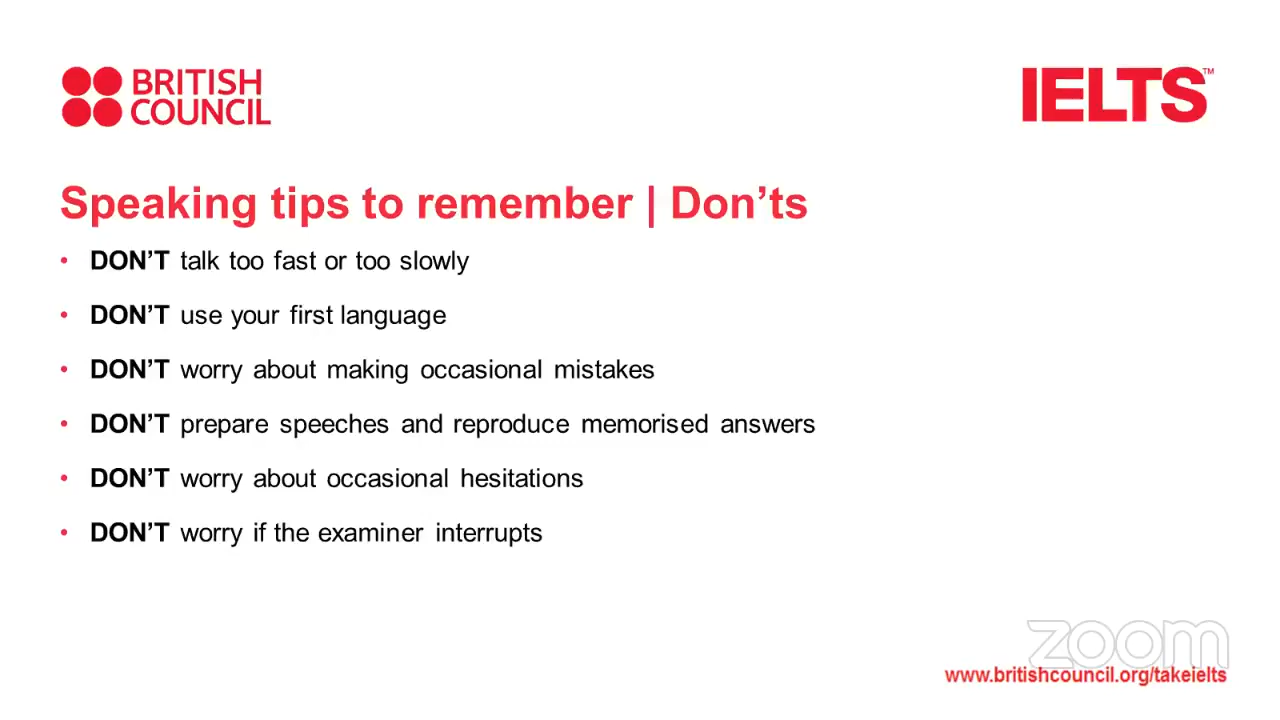 BRITISH
COUNCIL
IELTS™
Speaking tips to remember | Don’ts
• DON’T talk too fast or too slowly
• DON’T use your first language
• DON’T worry about making occasional mistakes
• DON’T prepare speeches and reproduce memorised answers
• DON’T worry about occasional hesitations
• DON’T worry if the examiner interrupts
zoom
www.britishcouncil.org/takeielts